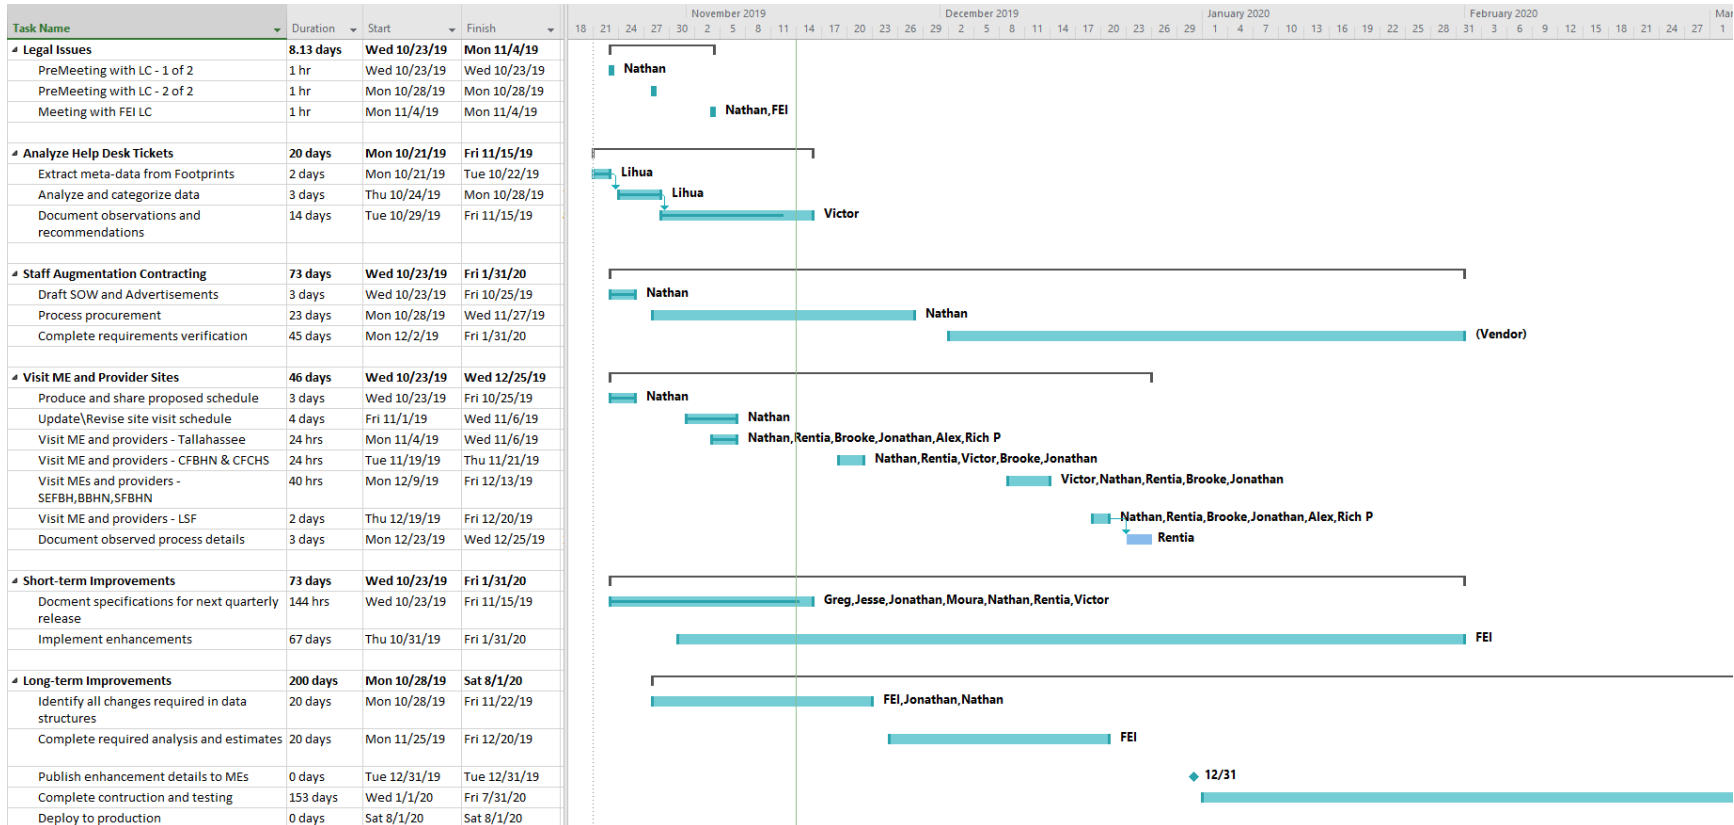 November 2019 December 2019 January 2020 February 2020 Mar
Task Name Duration Start Finish 18 21 24 27 30 2 5 8 11 14 17 20 23 26 29 2 5 8 11 14 17 20 23 26 29 1 4 7 10 13 16 19 22 25 28 31 3 6 9 12 15 18 21 24 27 1
Legal Issues 8.13 days Wed 10/23/19 Mon 11/4/19
PreMeeting with LC - 1 of 2 1 hr Wed 10/23/19 Wed 10/23/19 Nathan
PreMeeting with LC - 2 of 2 1 hr Mon 10/28/19 Mon 10/28/19
Meeting with FEI LC 1 hr Mon 11/4/19 Mon 11/4/19 Nathan,FEI
Analyze Help Desk Tickets 20 days Mon 10/21/19 Fri 11/15/19
Extract meta-data from Footprints 2 days Mon 10/21/19 Tue 10/22/19 Lihua
Analyze and categorize data 3 days Thu 10/24/19 Mon 10/28/19 Lihua
Document observations and 14 days Tue 10/29/19 Fri 11/15/19 Victor
recommendations
Staff Augmentation Contracting 73 days Wed 10/23/19 Fri 1/31/20
Draft SOW and Advertisements 3 days Wed 10/23/19 Fri 10/25/19 Nathan
Process procurement 23 days Mon 10/28/19 Wed 11/27/19 Nathan
Complete requirements verification 45 days Mon 12/2/19 Fri 1/31/20 (Vendor)
Visit ME and Provider Sites 46 days Wed 10/23/19 Wed 12/25/19
Produce and share proposed schedule 3 days Wed 10/23/19 Fri 10/25/19 Nathan
Update\Revise site visit schedule 4 days Fri 11/1/19 Wed 11/6/19 Nathan
Visit ME and providers - Tallahassee 24 hrs Mon 11/4/19 Wed 11/6/19 Nathan,Rentia,Brooke,Jonathan,Alex,Rich P
Visit ME and providers - CFBHN & CFCHS 24 hrs Tue 11/19/19 Thu 11/21/19 Nathan,Rentia,Victor,Brooke,Jonathan
Visit MEs and providers - 40 hrs Mon 12/9/19 Fri 12/13/19 Victor,Nathan,Rentia,Brooke,Jonathan
SEFBH,BBHN,SFBHN
Visit ME and providers - LSF 2 days Thu 12/19/19 Fri 12/20/19 Nathan,Rentia,Brooke,Jonathan,Alex,Rich P
Document observed process details 3 days Mon 12/23/19 Wed 12/25/19 Rentia
Short-term Improvements 73 days Wed 10/23/19 Fri 1/31/20
Docment specifications for next quarterly 144 hrs Wed 10/23/19 Fri 11/15/19 Greg,Jesse,Jonathan,Moura,Nathan,Rentia,Victor
release
Implement enhancements 67 days Thu 10/31/19 Fri 1/31/20 FEI
Long-term Improvements 200 days Mon 10/28/19 Sat 8/1/20
Identify all changes required in data 20 days Mon 10/28/19 Fri 11/22/19 FEI,Jonathan,Nathan
structures
Complete required analysis and estimates 20 days Mon 11/25/19 Fri 12/20/19 FEI
Publish enhancement details to MEs 0 days Tue 12/31/19 Tue 12/31/19 12/31
Complete contruction and testing 153 days Wed 1/1/20 Fri 7/31/20
Deploy to production 0 days Sat 8/1/20 Sat 8/1/20